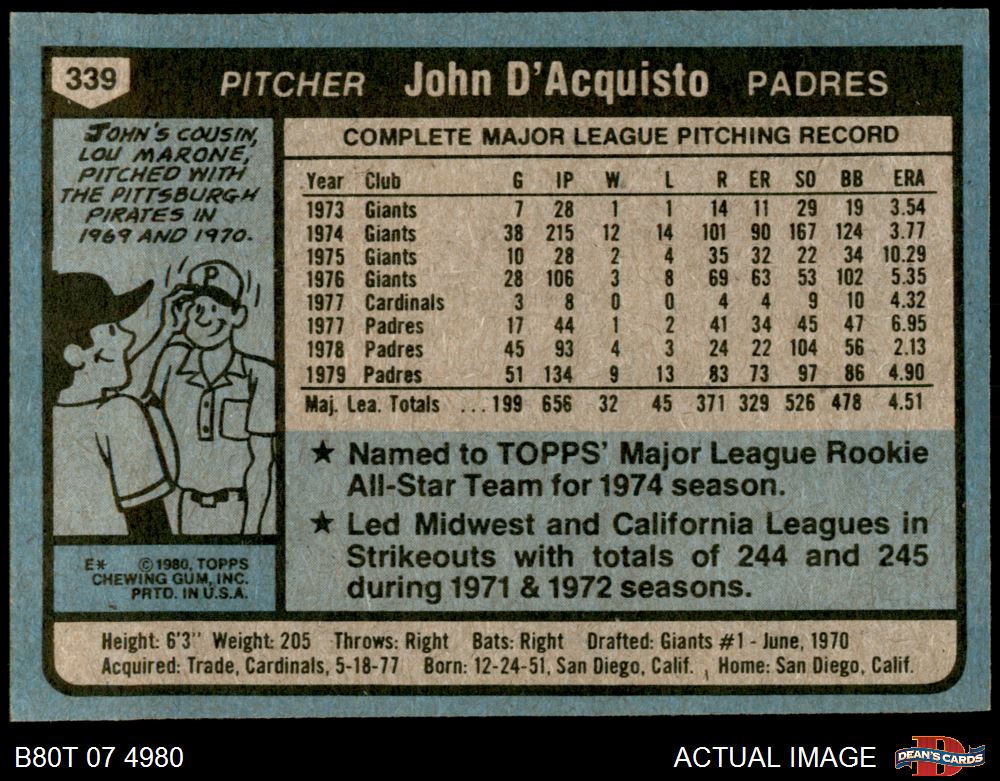 339
PITCHER John D'Acquisto PADRES
JOHN'S COUSIN,
LOU MARONE,
PITCHED WITH
THE PITTSBURGH
PIRATES IN
1969 AND 1970.
P
E* ©1980, TOPPS
CHEWING GUM, INC.
PRTD. IN U.S.A.
COMPLETE MAJOR LEAGUE PITCHING RECORD
Year Club G IP W L R ER SO BB ERA
1973 Giants 7 28 1 1 14 11 29 19 3.54
1974 Giants 38 215 12 14 101 90 167 124 3.77
1975 Giants 10 28 2 4 35 32 22 34 10.29
1976 Giants 28 106 3 8 69 63 53 102 5.35
1977 Cardinals 3 8 0 0 4 4 9 10 4.32
1977 Padres 17 44 1 2 41 34 45 47 6.95
1978 Padres 45 93 4 3 24 22 104 56 2.13
1979 Padres 51 134 9 13 83 73 97 86 4.90
Maj. Lea. Totals ...199 656 32 45 371 329 526 478 4.51
★ Named to TOPPS' Major League Rookie
All-Star Team for 1974 season.
★ Led Midwest and California Leagues in
Strikeouts with totals of 244 and 245
during 1971 & 1972 seasons.
Height: 6'3" Weight: 205 Throws: Right Bats: Right Drafted: Giants #1 - June, 1970
Acquired: Trade, Cardinals, 5-18-77 Born: 12-24-51, San Diego, Calif. Home: San Diego, Calif.
B80T 07 4980
ACTUAL IMAGE
D
DEAN'S CARDS